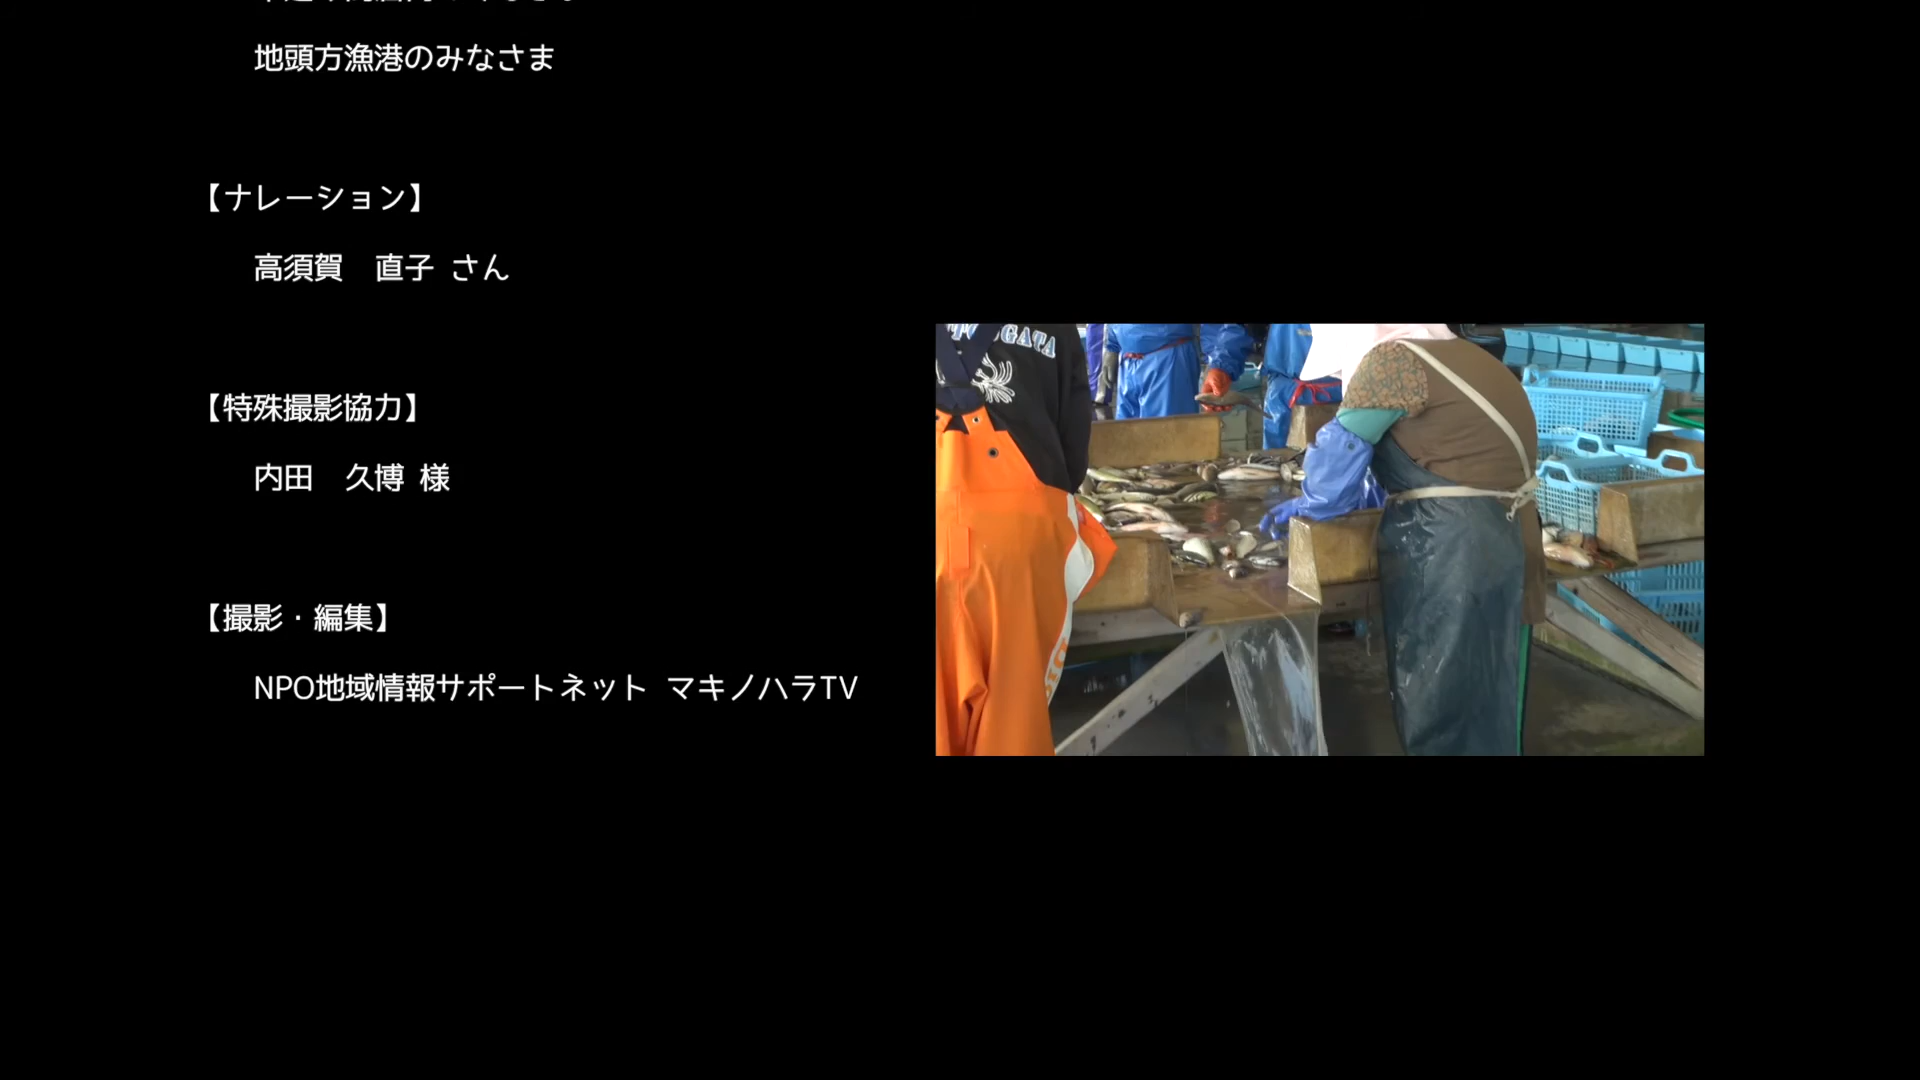 地頭方漁港のみなさま
【ナレーション】
高須賀　直子 さん
【特殊撮影協力】
内田　久博 様
【撮影・編集】
NPO地域情報サポートネット マキノハラTV